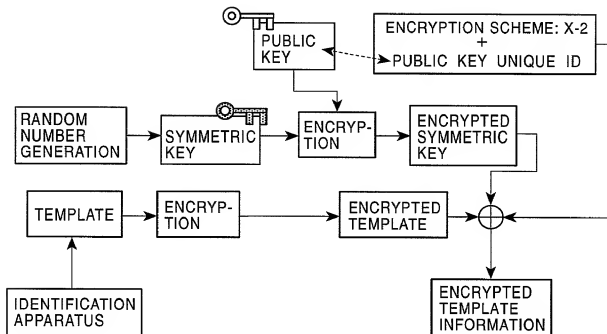 PUBLIC
KEY
ENCRYPTION SCHEME: X-2
+
PUBLIC KEY UNIQUE ID
RANDOM
NUMBER
GENERATION
SYMMETRIC
KEY
ENCRYP-
TION
ENCRYPTED
SYMMETRIC
KEY
TEMPLATE
ENCRYP-
TION
ENCRYPTED
TEMPLATE
IDENTIFICATION
APPARATUS
ENCRYPTED
TEMPLATE
INFORMATION